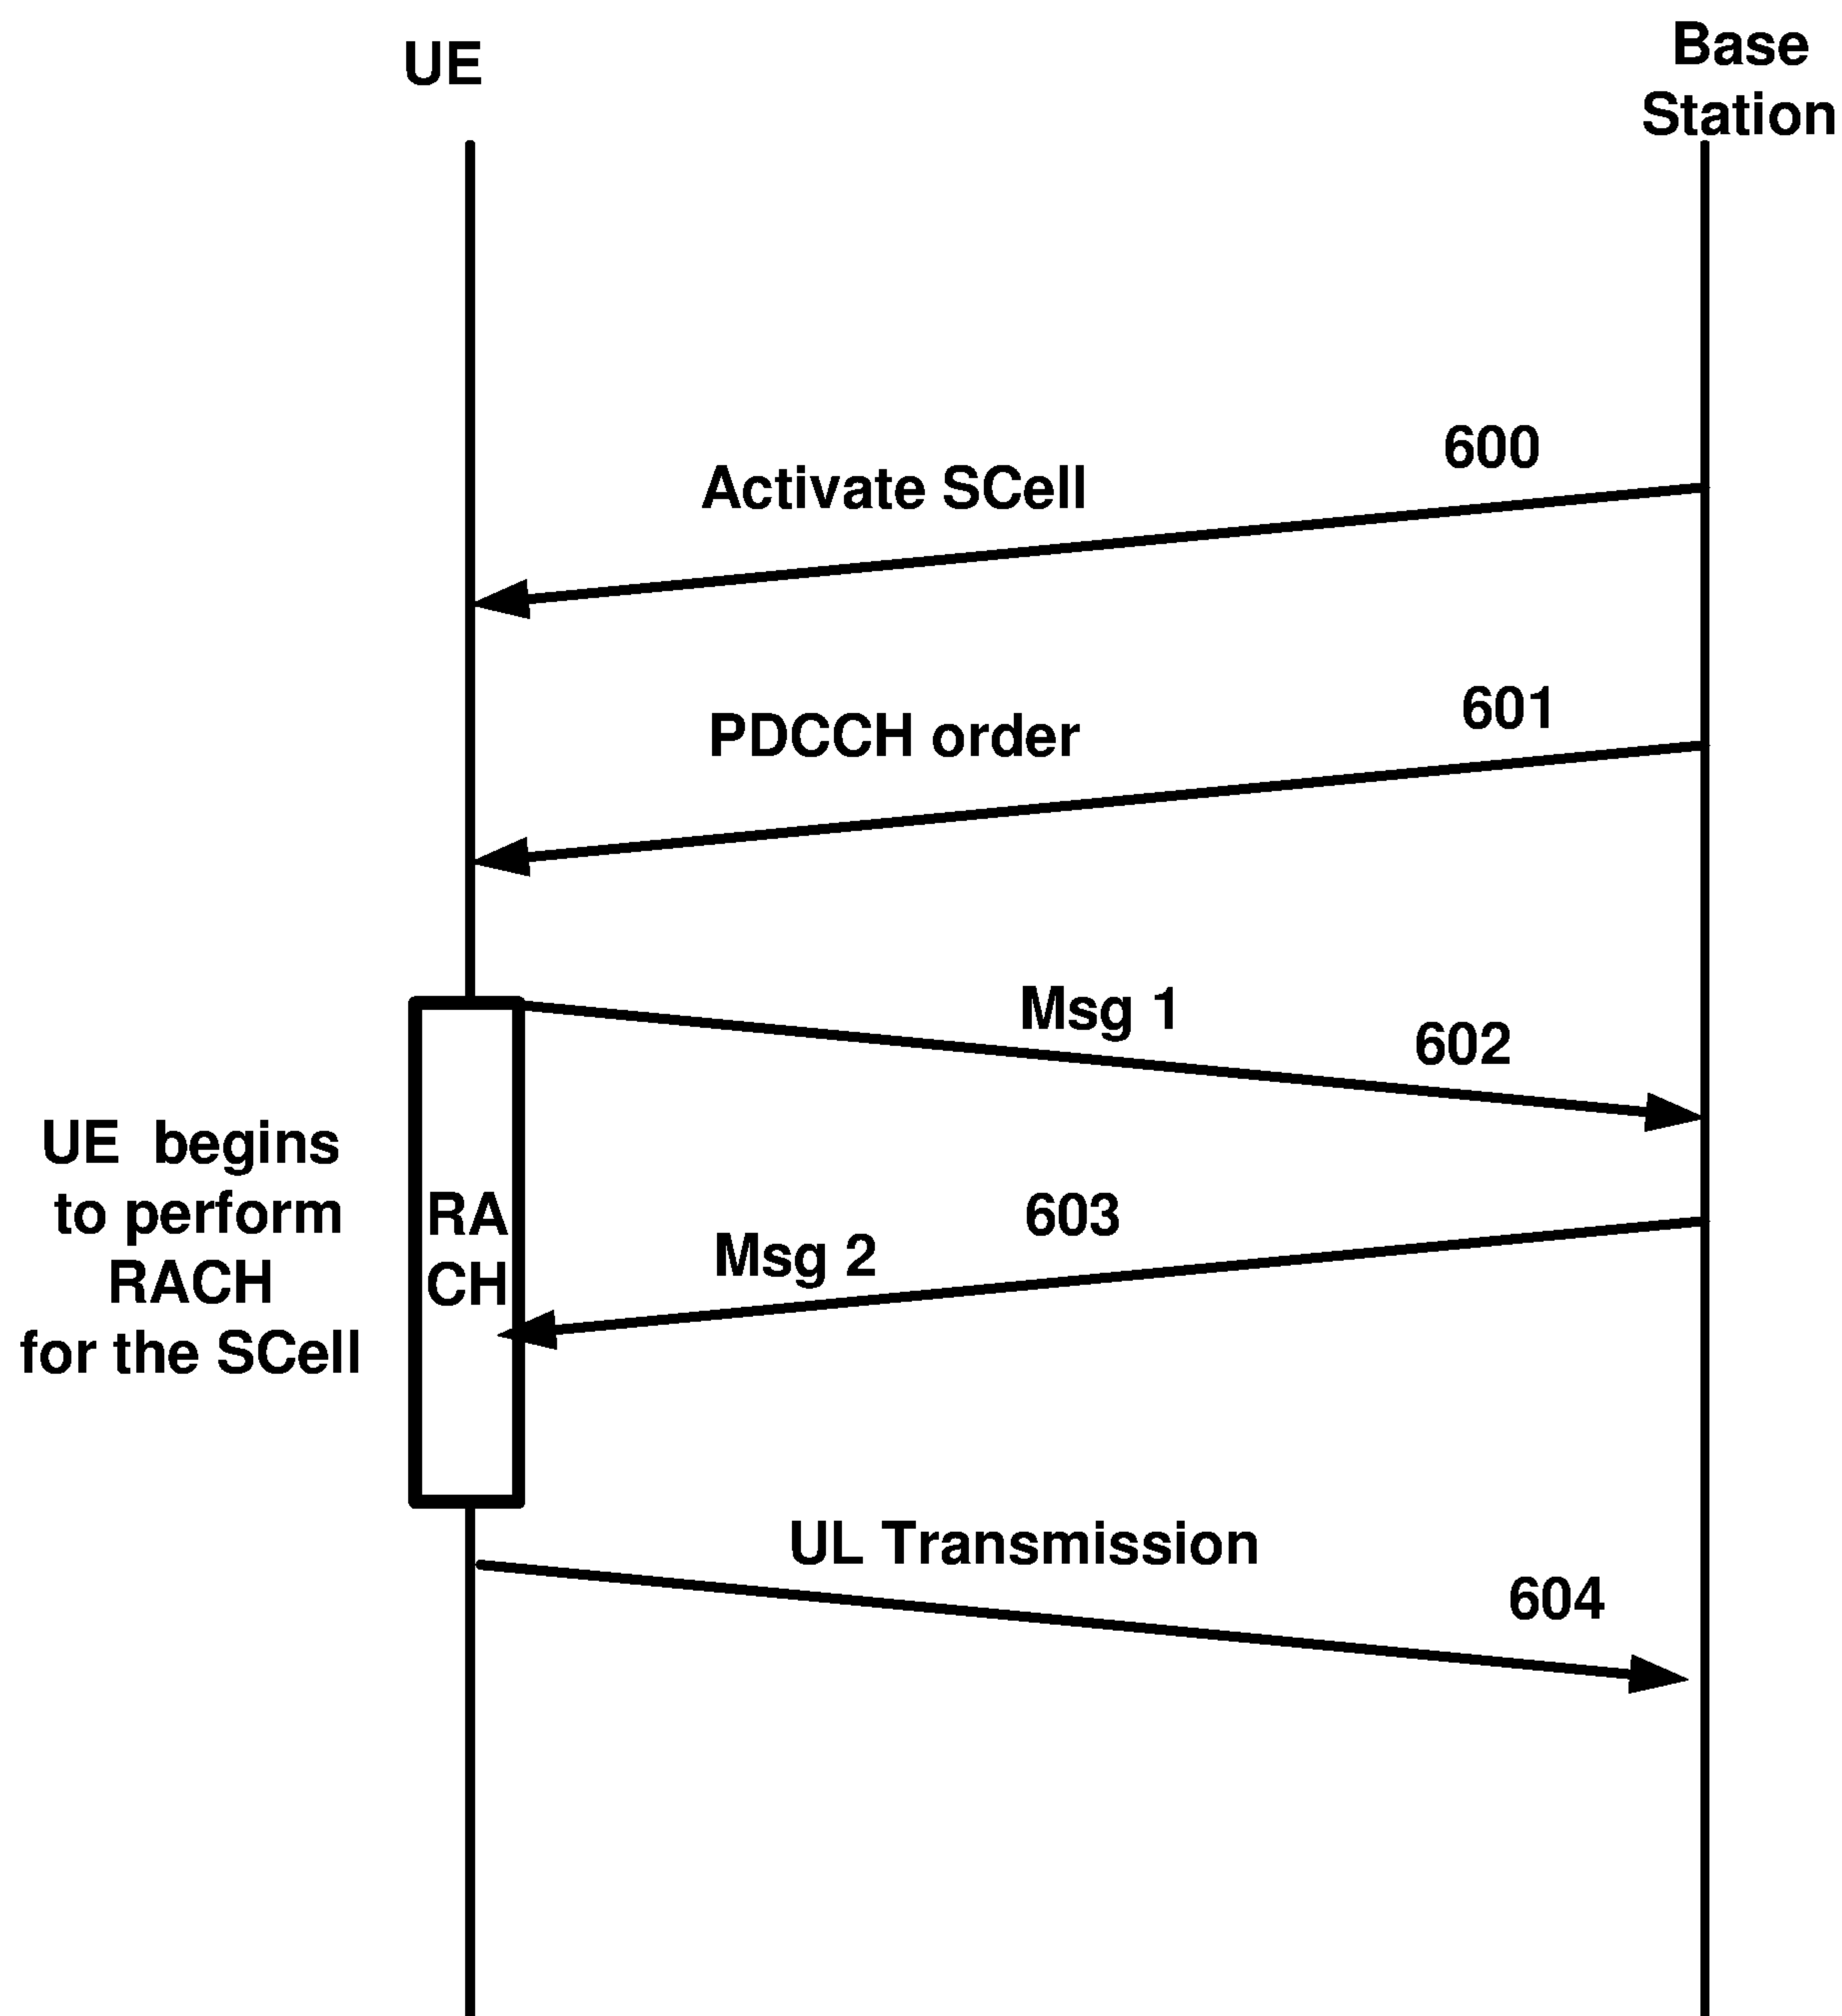 UE
Base
Station
600
Activate SCell
601
PDCCH order
Msg 1
602
UE begins
to perform
RACH
for the SCell
RA
CH
603
Msg 2
UL Transmission
604